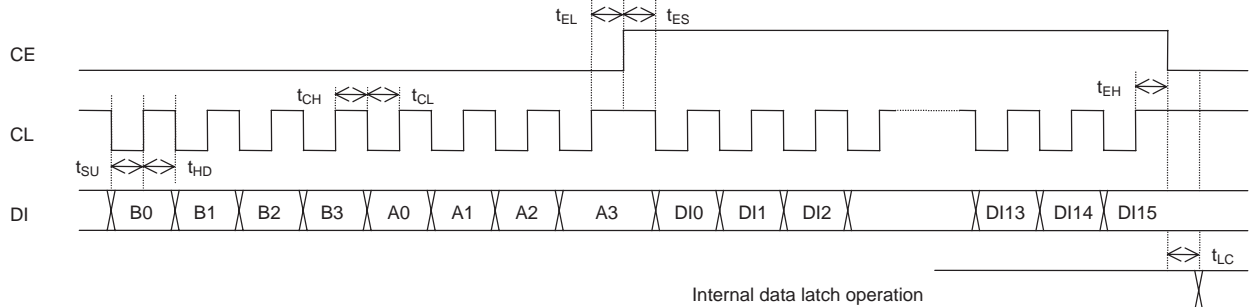 tEL tES
CE
tEH
tCH tCL
CL
tSU tHD
DI B0 B1 B2 B3 A0 A1 A2 A3 DI0 DI1 DI2 DI13 DI14 DI15
tLC
Internal data latch operation